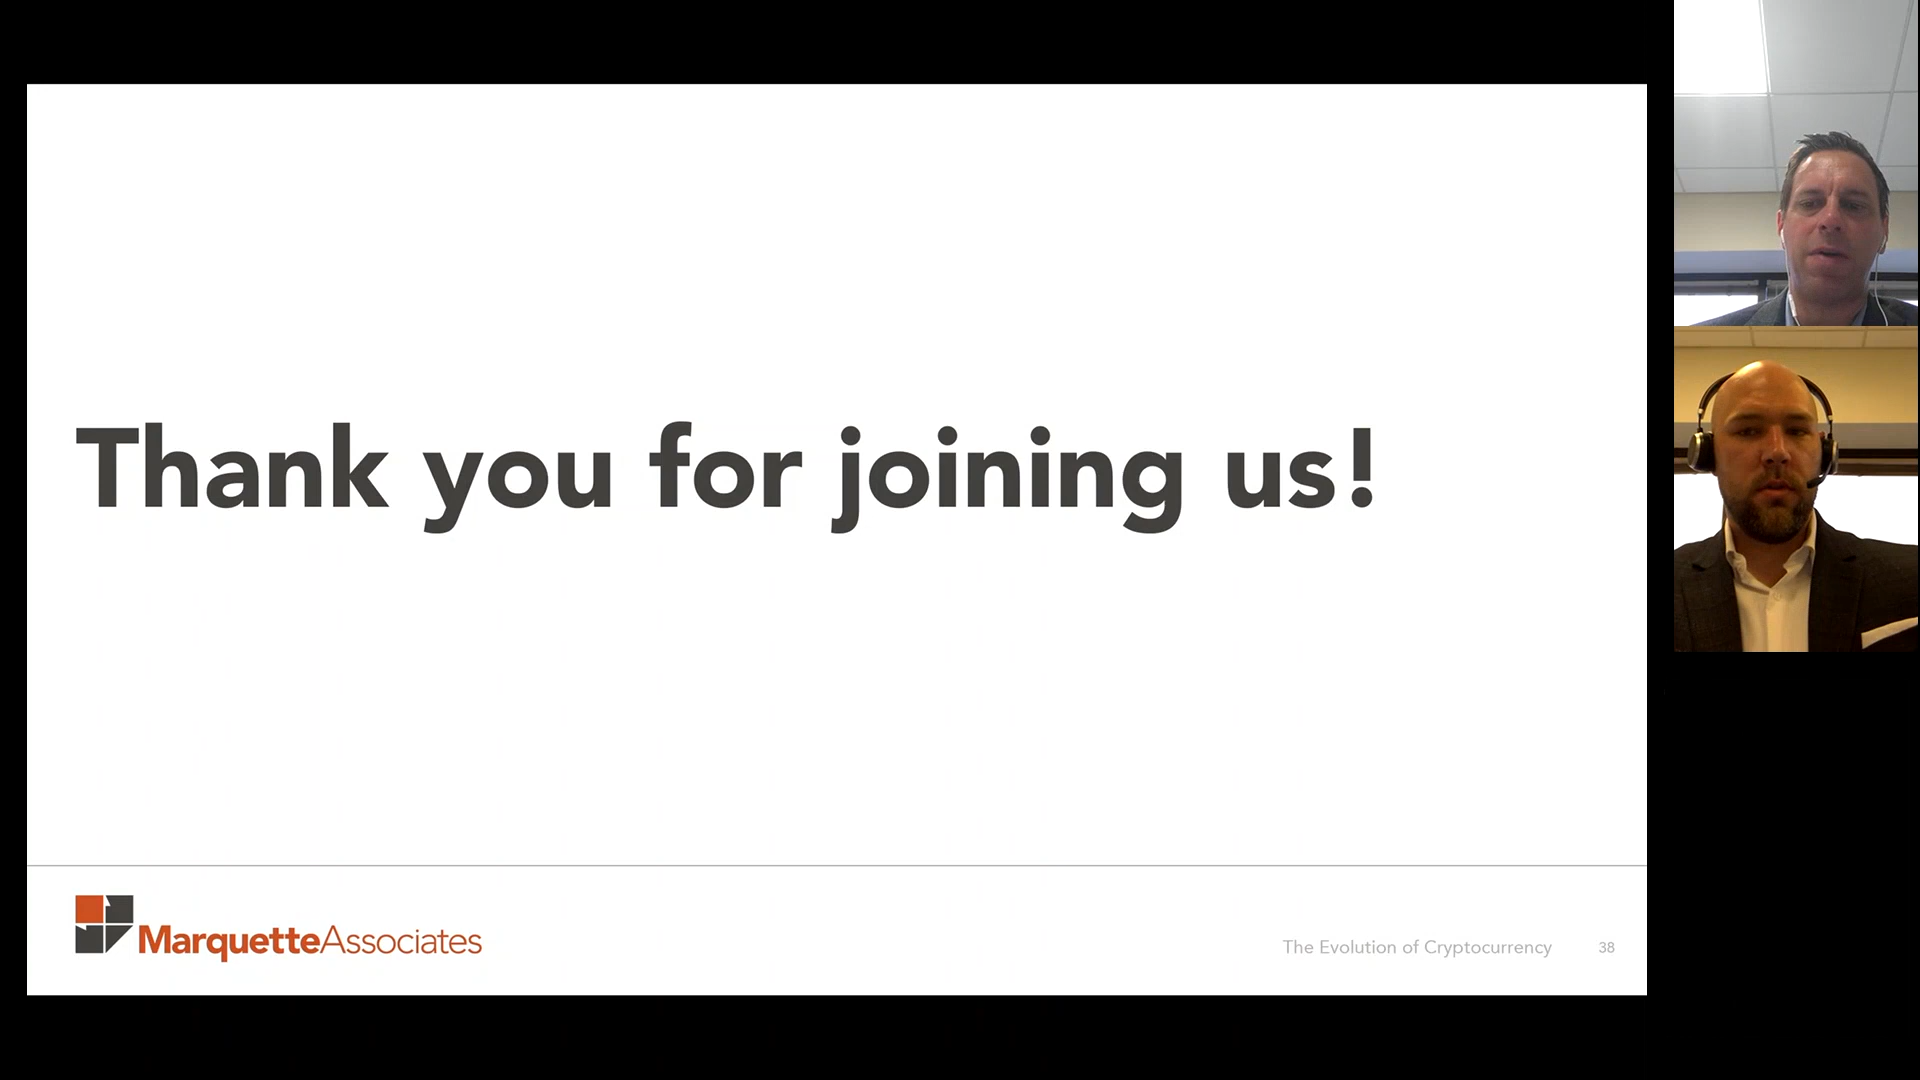 Thank you for joining us!
MarquetteAssociates
The Evolution of Cryptocurrency 38